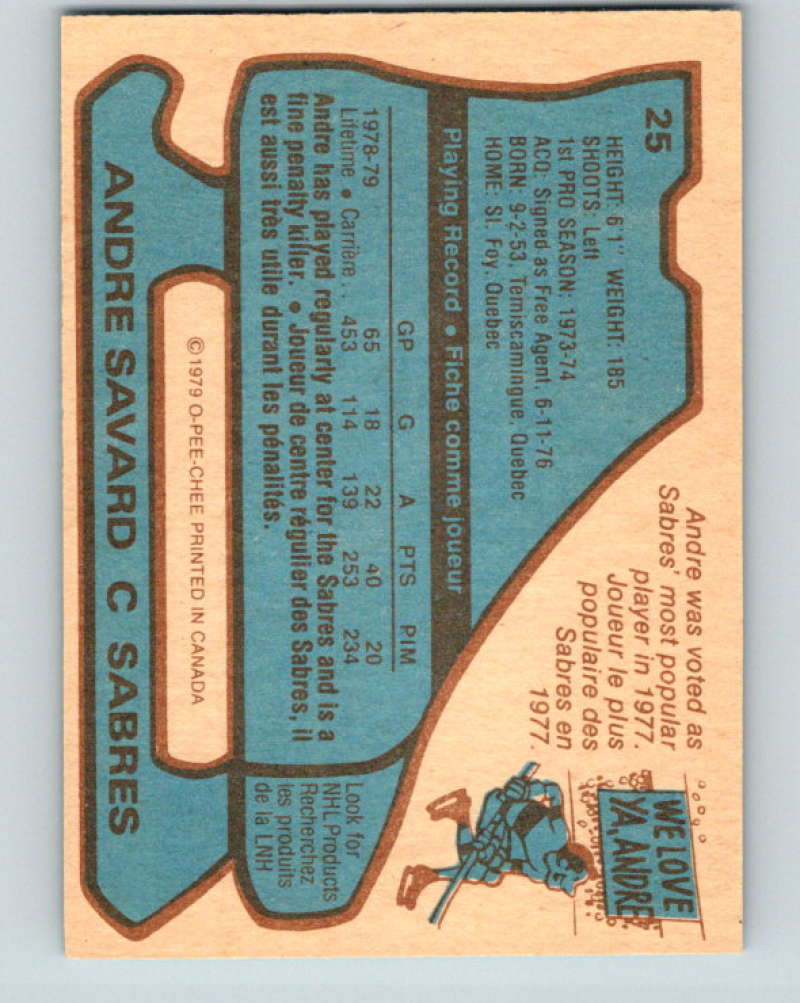 25
HEIGHT: 6'1" WEIGHT: 185
SHOOTS: Left
1st PRO SEASON: 1973-74
ACQ: Signed as Free Agent, 6-11-76
BORN: 9-2-53, Temiscamingue, Quebec
HOME: St. Foy, Quebec
Andre was voted as
Sabres' most popular
player in 1977.
Joueur le plus
populaire des
Sabres en
1977.
WE LOVE
YA, ANDRE
Playing Record • Fiche comme joueur
GP G A PTS PIM
1978-79 65 18 22 40 20
Lifetime • Carrière . . 453 114 139 253 234
Andre has played regularly at center for the Sabres and is a
fine penalty killer. • Joueur de centre régulier des Sabres, il
est aussi très utile durant les pénalités.
Look for
NHL Products
Recherchez
les produits
de la LNH
© 1979 O-PEE-CHEE PRINTED IN CANADA
ANDRE SAVARD C SABRES